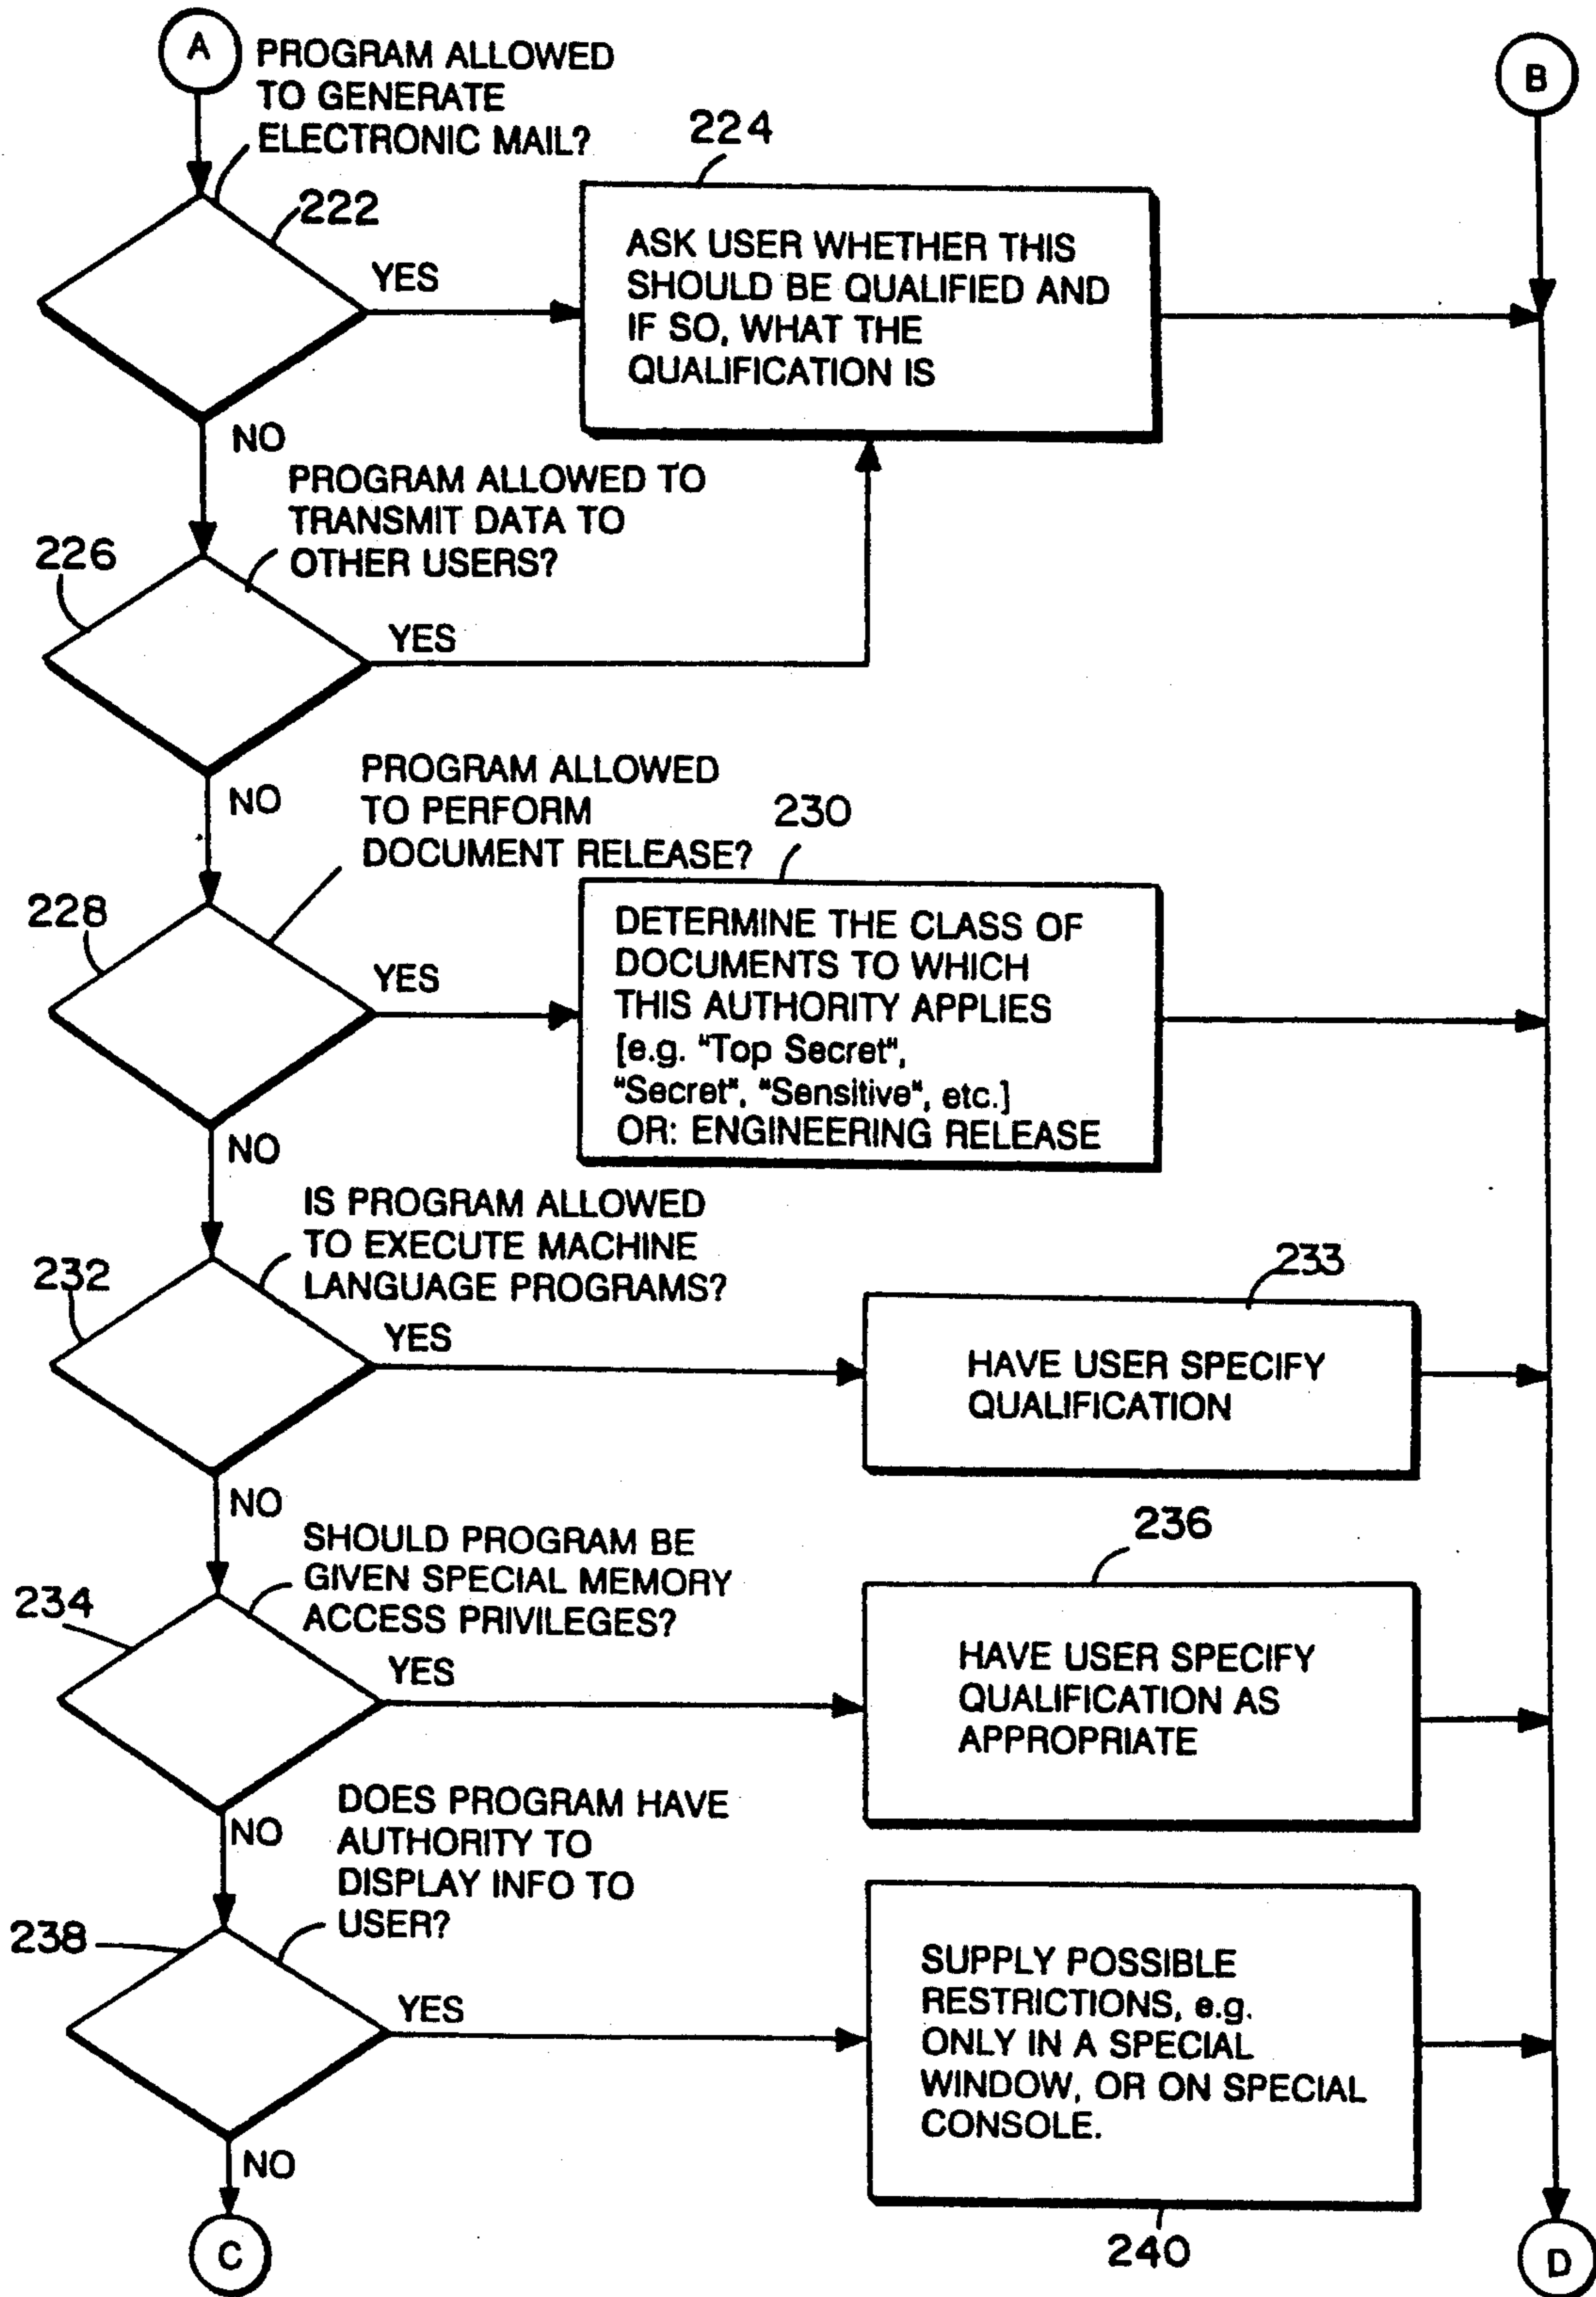 A
PROGRAM ALLOWED
TO GENERATE
ELECTRONIC MAIL?
B
222
224
YES
ASK USER WHETHER THIS
SHOULD BE QUALIFIED AND
IF SO, WHAT THE
QUALIFICATION IS
NO
PROGRAM ALLOWED TO
TRANSMIT DATA TO
OTHER USERS?
226
YES
NO
PROGRAM ALLOWED
TO PERFORM
DOCUMENT RELEASE?
228
230
YES
DETERMINE THE CLASS OF
DOCUMENTS TO WHICH
THIS AUTHORITY APPLIES
[e.g. "Top Secret",
"Secret", "Sensitive", etc.]
OR: ENGINEERING RELEASE
NO
IS PROGRAM ALLOWED
TO EXECUTE MACHINE
LANGUAGE PROGRAMS?
232
233
YES
HAVE USER SPECIFY
QUALIFICATION
NO
SHOULD PROGRAM BE
GIVEN SPECIAL MEMORY
ACCESS PRIVILEGES?
234
236
YES
HAVE USER SPECIFY
QUALIFICATION AS
APPROPRIATE
NO
DOES PROGRAM HAVE
AUTHORITY TO
DISPLAY INFO TO
USER?
238
YES
SUPPLY POSSIBLE
RESTRICTIONS, e.g.
ONLY IN A SPECIAL
WINDOW, OR ON SPECIAL
CONSOLE.
240
NO
C
D